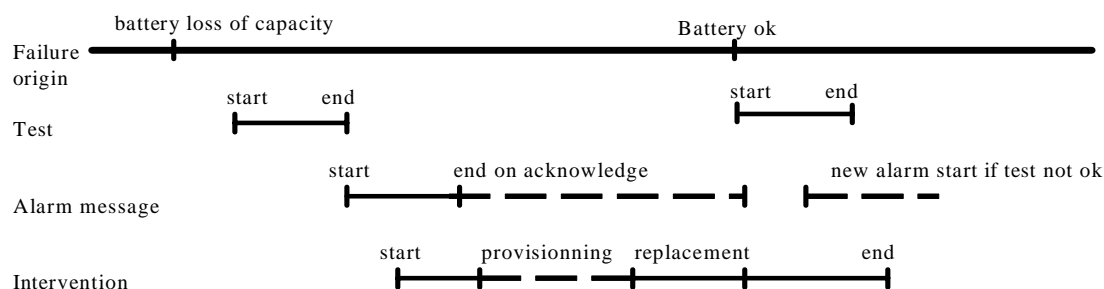 battery loss of capacity Battery ok
Failure
origin
start end start end
Test
start end on acknowledge new alarm start if test not ok
Alarm message
start provisionning replacement end
Intervention